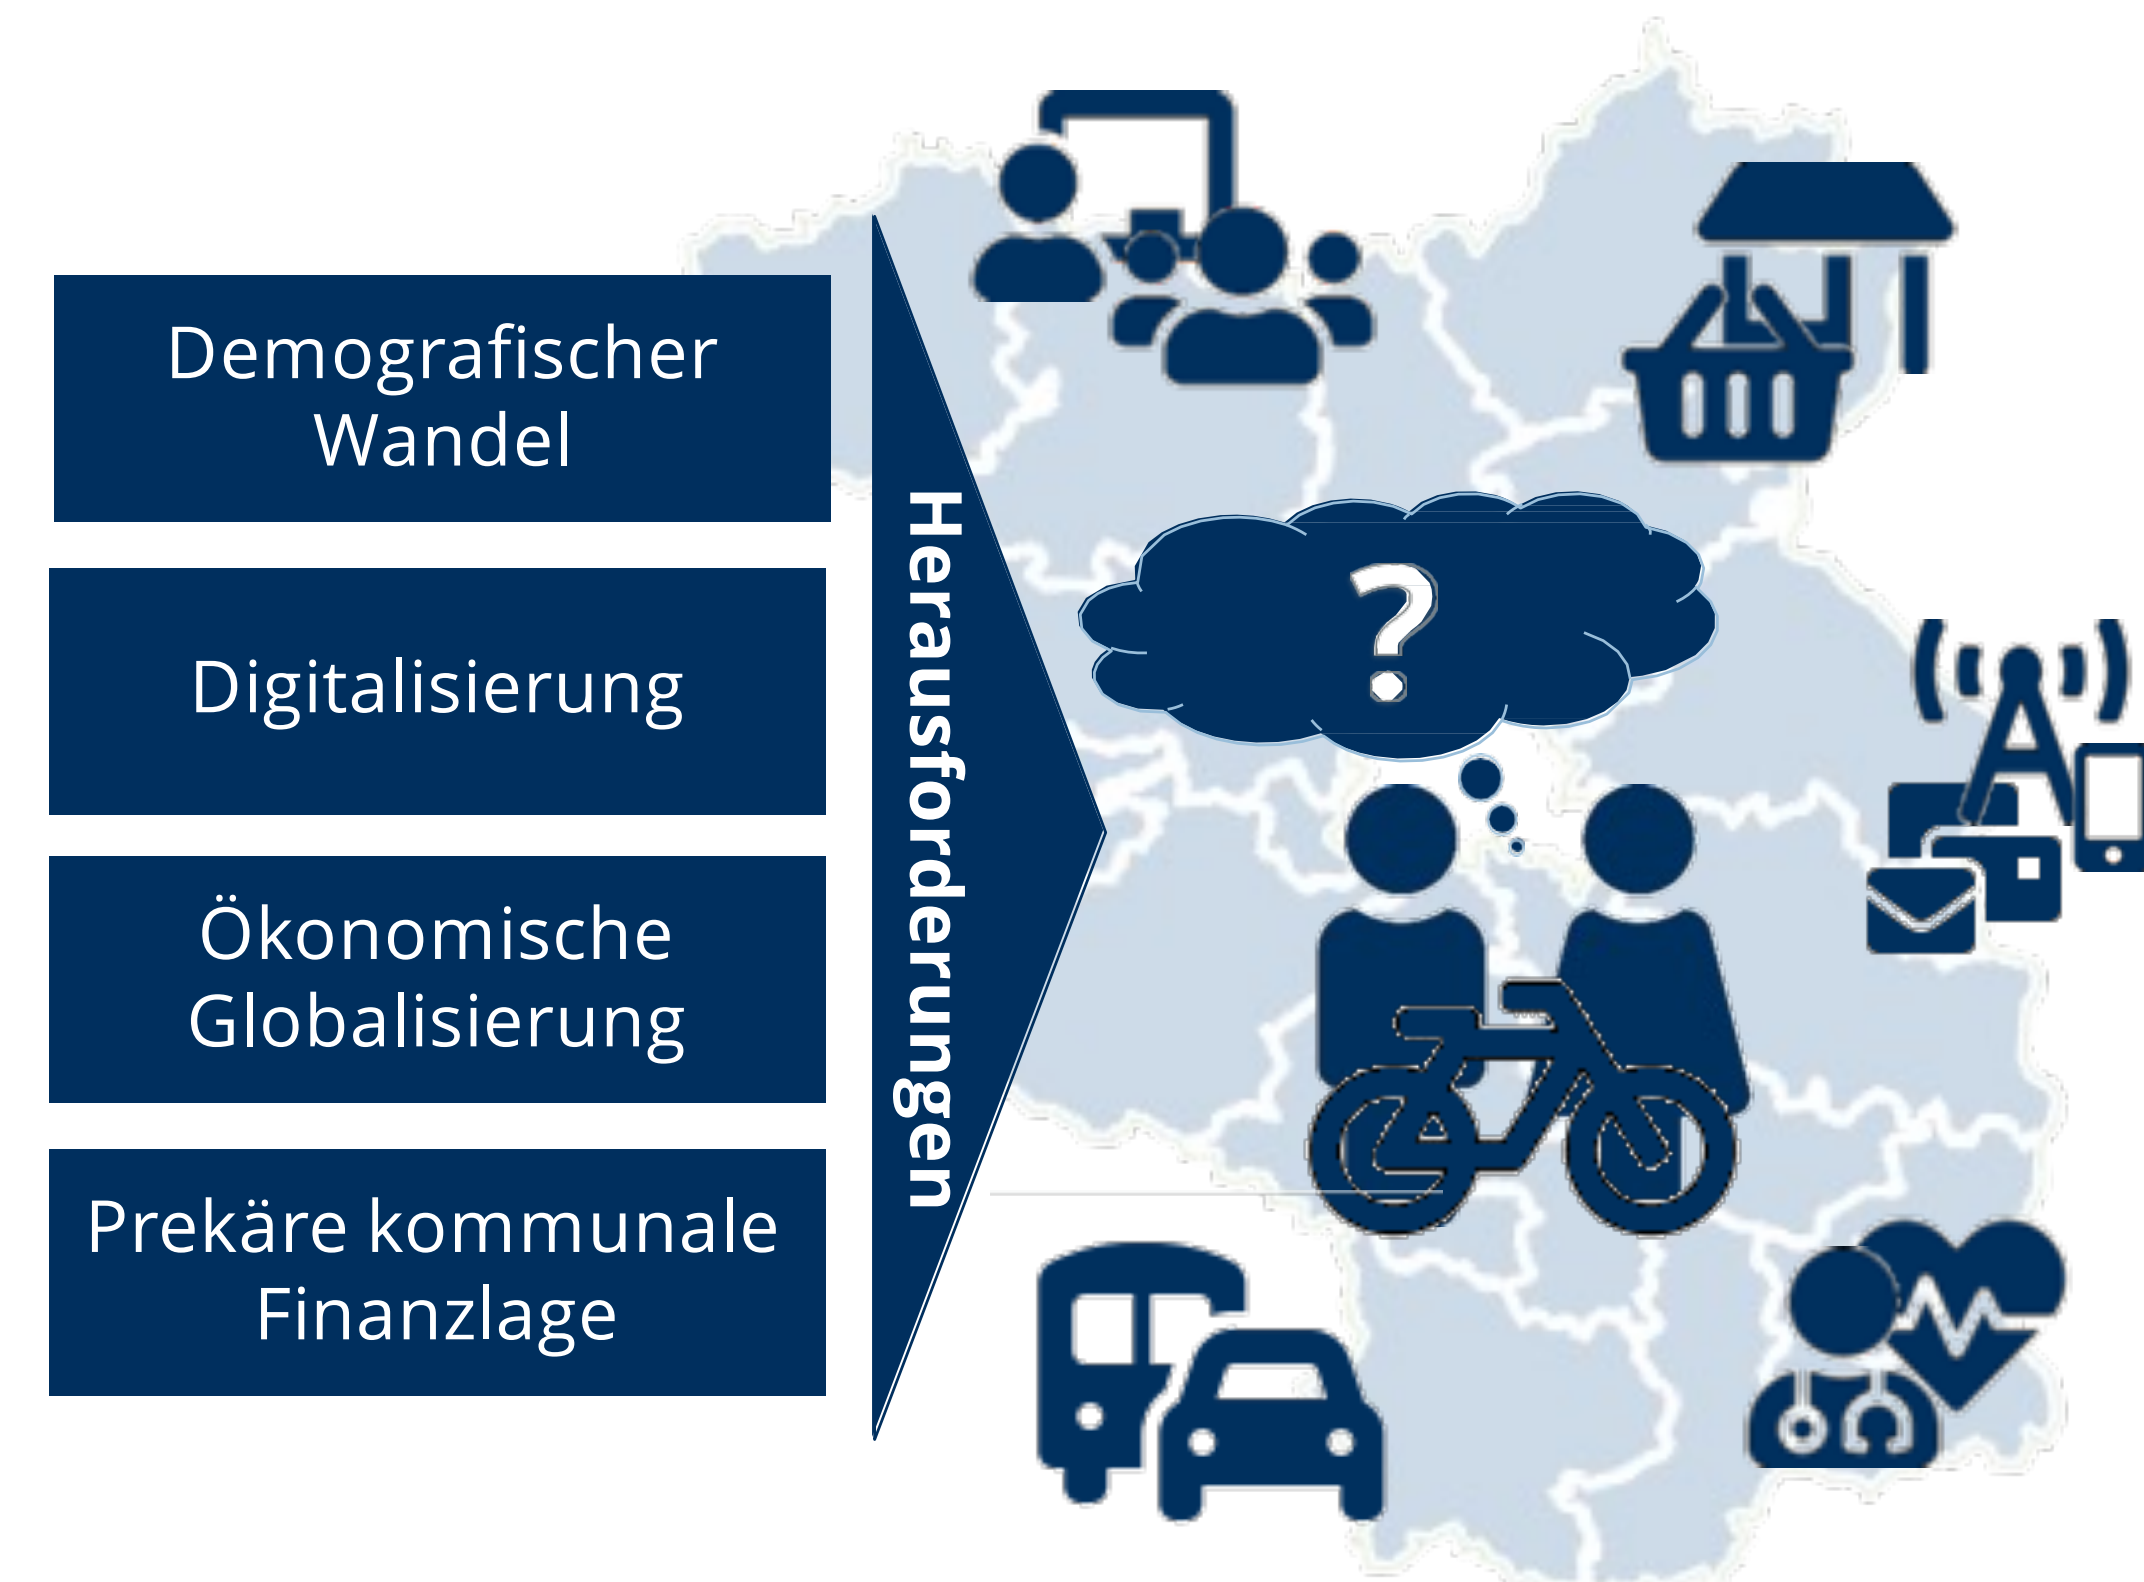 Demografischer
Wandel
Digitalisierung
Ökonomische
Globalisierung
Prekäre kommunale
Finanzlage
Herausforderungen
?